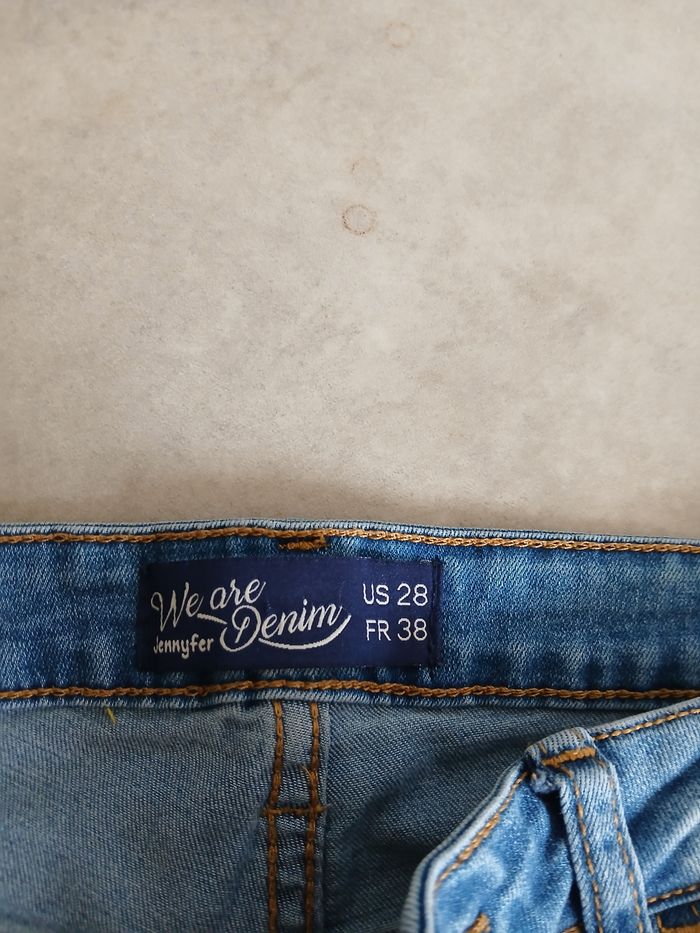 We are
Denim
Jennyfer
US 28
FR 38